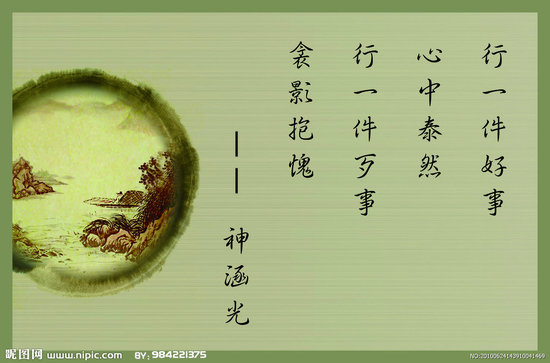 行一件好事
心中泰然
行一件歹事
衾影抱愧
——神涵光
昵图网 www.nipic.com BY: 984221375
NO:20100624143910041469